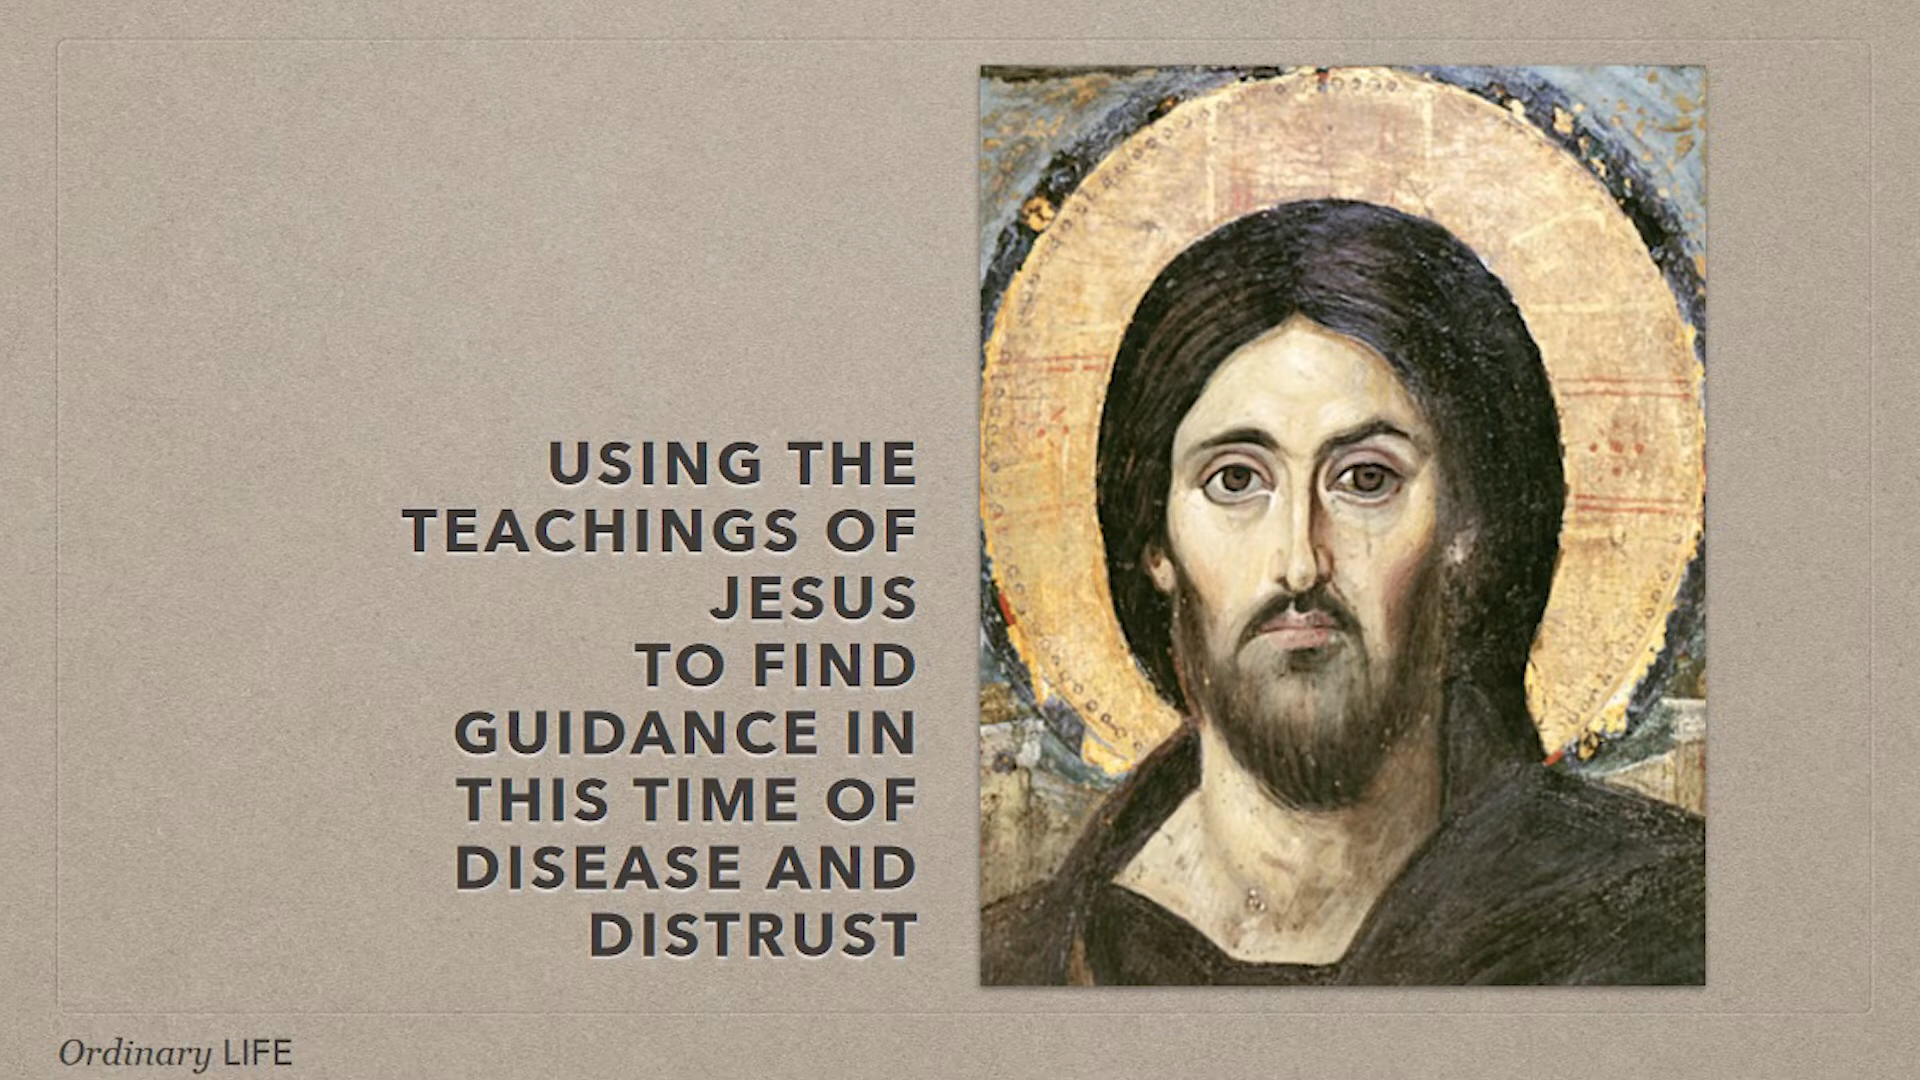 USING THE
TEACHINGS OF
JESUS
TO FIND
GUIDANCE IN
THIS TIME OF
DISEASE AND
DISTRUST
Ordinary LIFE